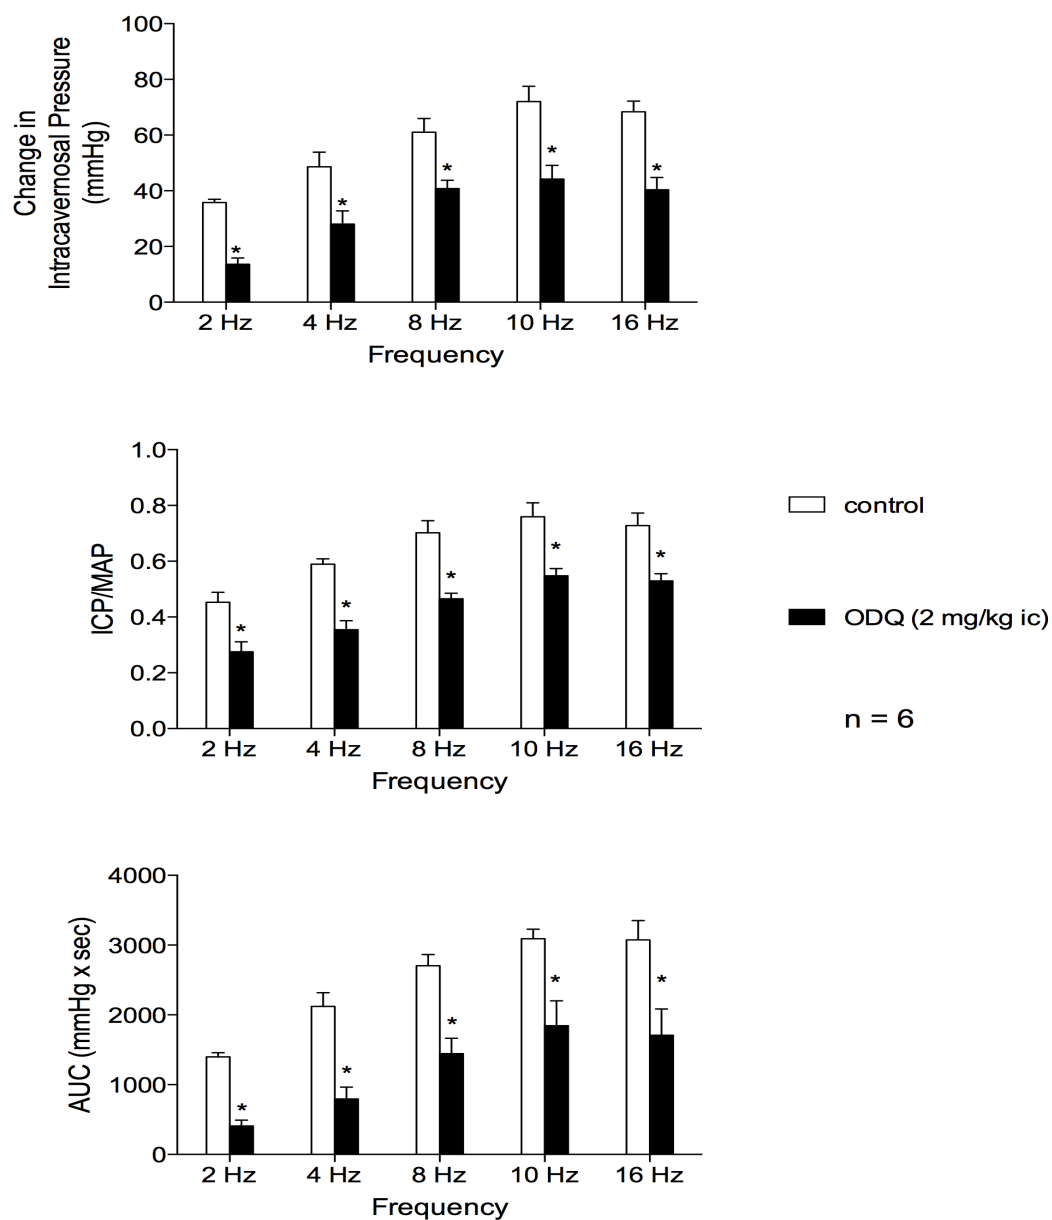 100
80
60
40
20
0
Change in
Intracavernosal Pressure
(mmHg)
*
*
*
*
*
2 Hz 4 Hz 8 Hz 10 Hz 16 Hz
Frequency
1.0
0.8
0.6
0.4
0.2
0.0
ICP/MAP
*
*
*
*
*
2 Hz 4 Hz 8 Hz 10 Hz 16 Hz
Frequency
control
ODQ (2 mg/kg ic)
n = 6
4000
3000
2000
1000
0
AUC (mmHg x sec)
*
*
*
*
*
2 Hz 4 Hz 8 Hz 10 Hz 16 Hz
Frequency